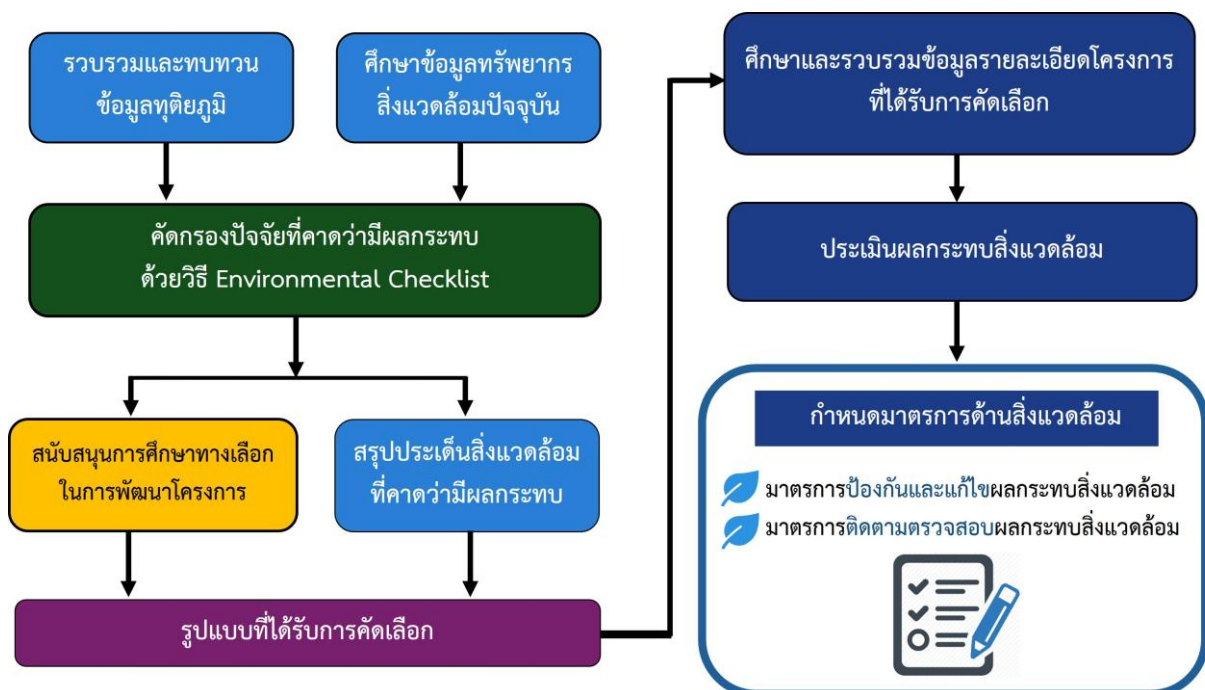 รวบรวมและทบทวน
ข้อมูลทุติยภูมิ
ศึกษาข้อมูลทรัพยากร
สิ่งแวดล้อมปัจจุบัน
คัดกรองปัจจัยที่คาดว่ามีผลกระทบ
ด้วยวิธี Environmental Checklist
สนับสนุนการศึกษาทางเลือก
ในการพัฒนาโครงการ
สรุปประเด็นสิ่งแวดล้อม
ที่คาดว่ามีผลกระทบ
รูปแบบที่ได้รับการคัดเลือก
ศึกษาและรวบรวมข้อมูลรายละเอียดโครงการ
ที่ได้รับการคัดเลือก
ประเมินผลกระทบสิ่งแวดล้อม
กำหนดมาตรการด้านสิ่งแวดล้อม
มาตรการป้องกันและแก้ไขผลกระทบสิ่งแวดล้อม
มาตรการติดตามตรวจสอบผลกระทบสิ่งแวดล้อม